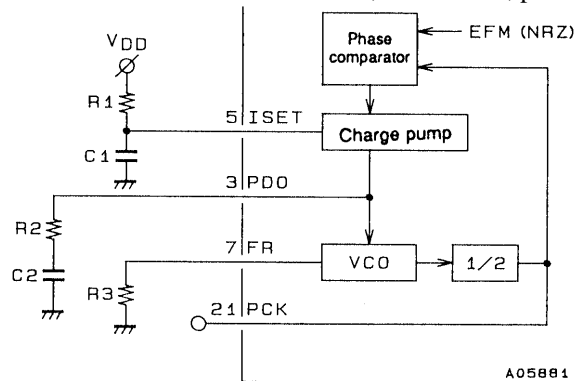 VDD
R1
C1
5 ISET
Phase comparator
EFM (NRZ)
Charge pump
3 PDO
R2
C2
7 FR
R3
VCO
1/2
21 PCK
A05881